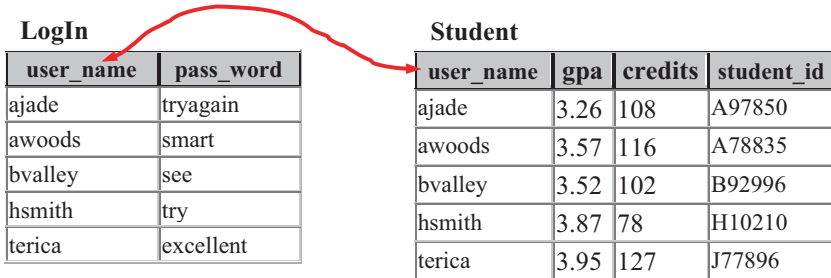 LogIn
user_name pass_word
ajade tryagain
awoods smart
bvalley see
hsmith try
terica excellent
Student
user_name gpa credits student_id
ajade 3.26 108 A97850
awoods 3.57 116 A78835
bvalley 3.52 102 B92996
hsmith 3.87 78 H10210
terica 3.95 127 J77896